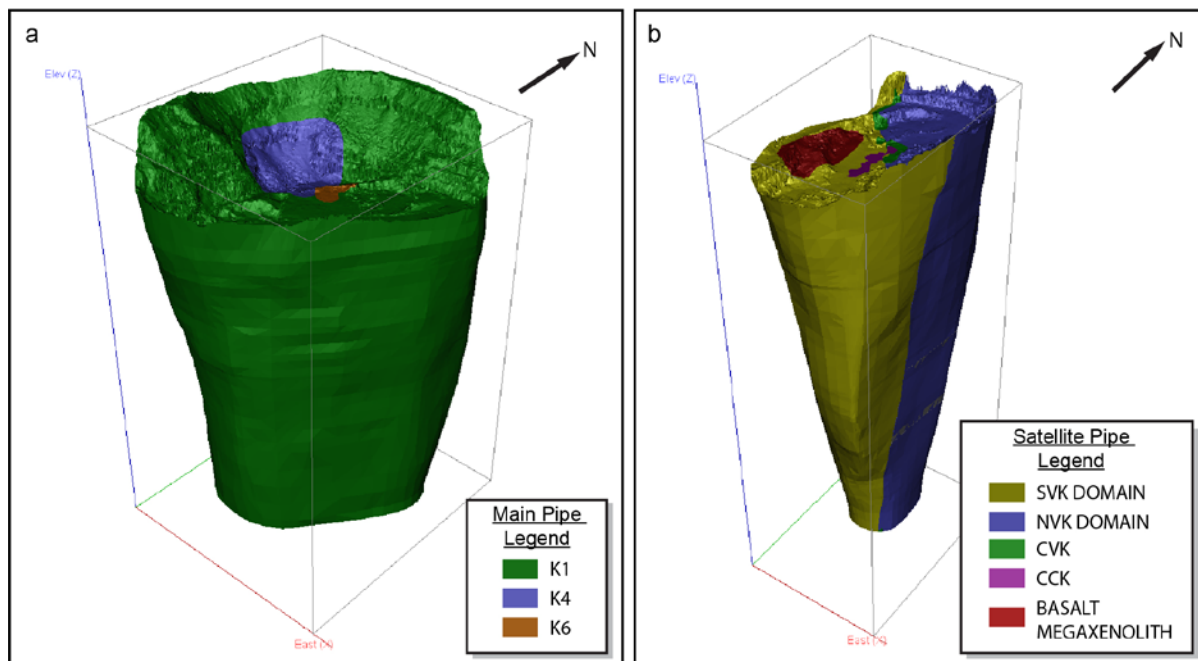 a
N
Elev (Z)
East (X)
Main Pipe
Legend
K1
K4
K6
b
N
Elev (Z)
East (X)
Satellite Pipe
Legend
SVK DOMAIN
NVK DOMAIN
CVK
CCK
BASALT
MEGAXENOLITH